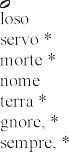 loso
servo *
morte *
nome
terra *
gnore, *
sempre, *